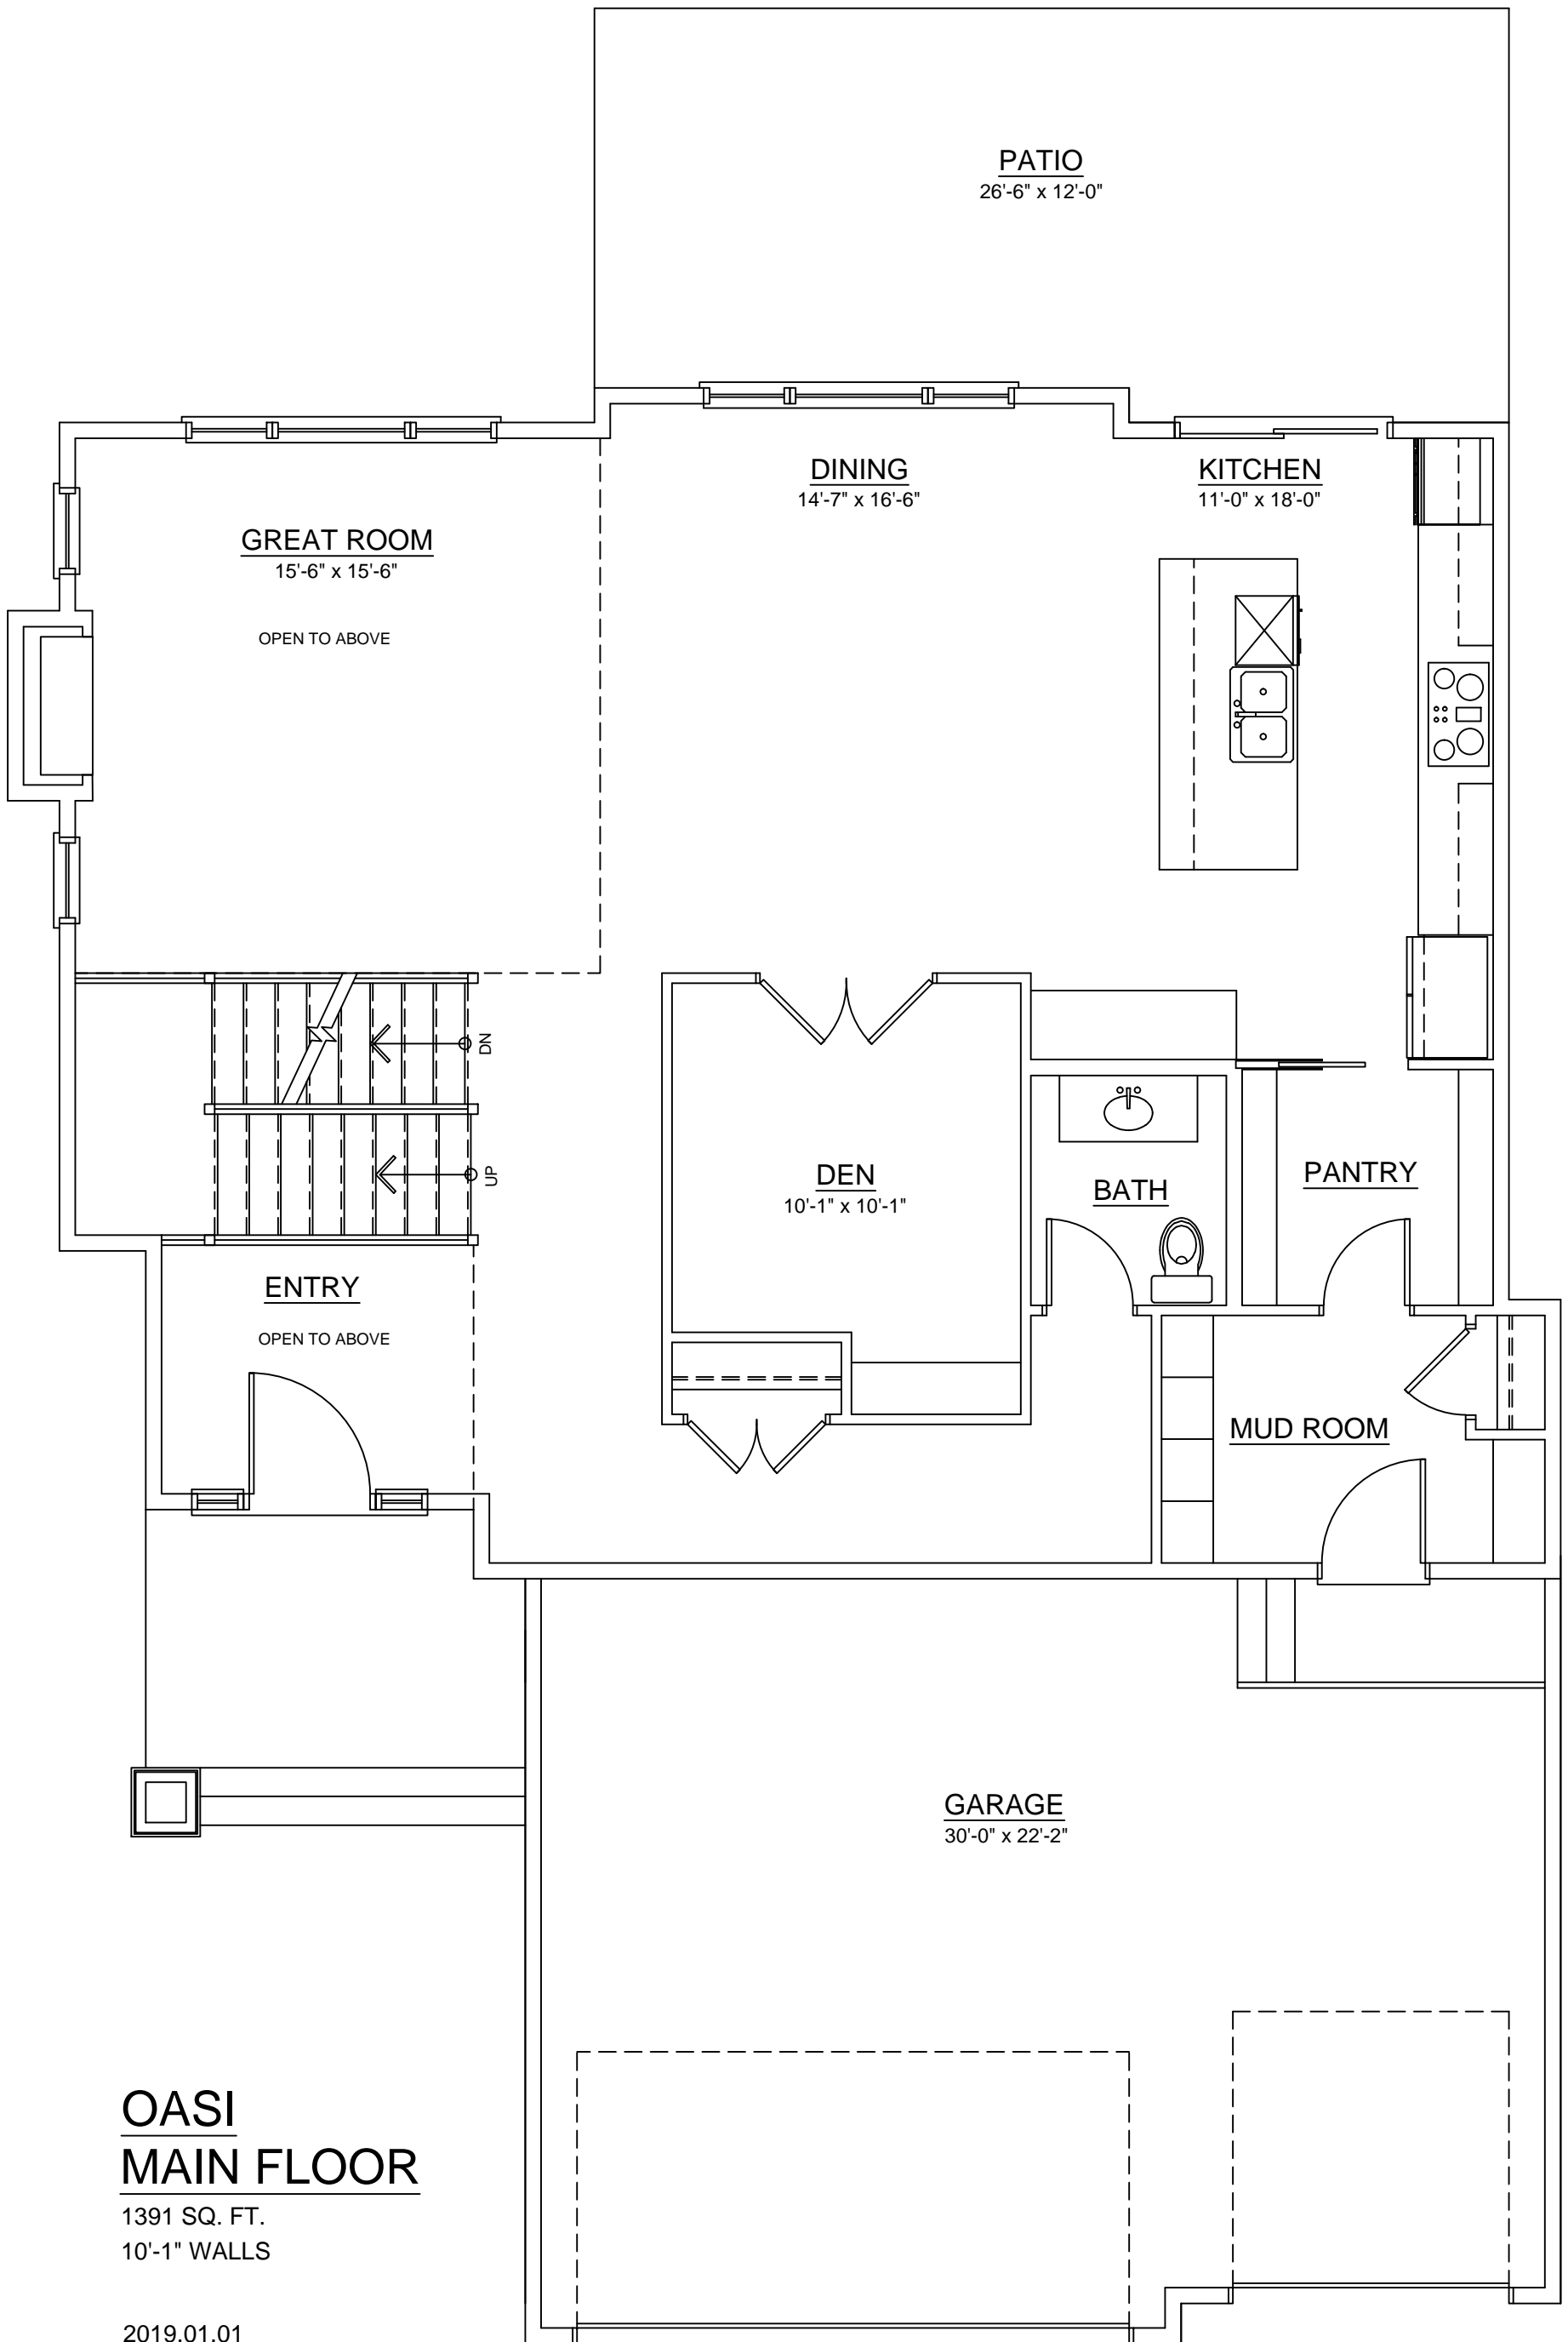 PATIO
26'-6" x 12'-0"
DINING
14'-7" x 16'-6"
KITCHEN
11'-0" x 18'-0"
GREAT ROOM
15'-6" x 15'-6"
OPEN TO ABOVE
DN
UP
DEN
10'-1" x 10'-1"
BATH
PANTRY
ENTRY
OPEN TO ABOVE
MUD ROOM
GARAGE
30'-0" x 22'-2"
OASI
MAIN FLOOR
1391 SQ. FT.
10'-1" WALLS
2019.01.01